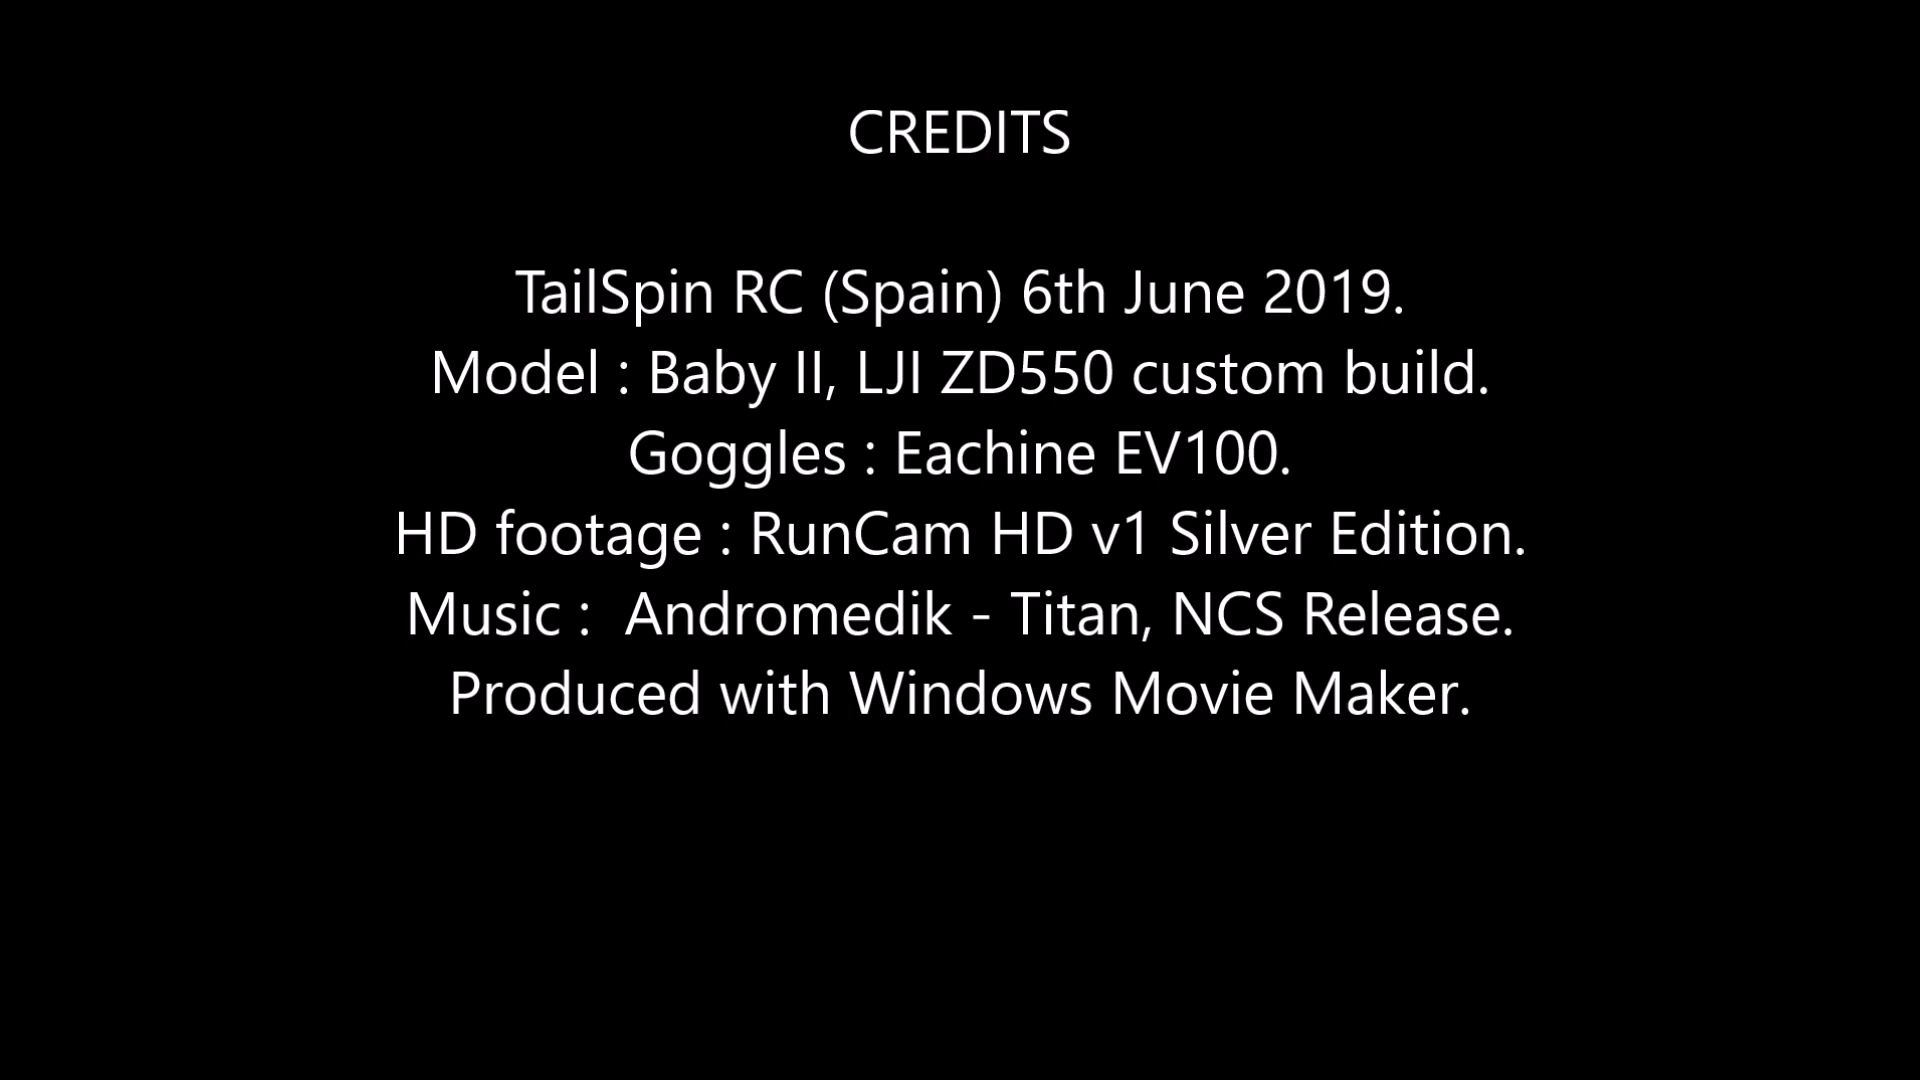 CREDITS
TailSpin RC (Spain) 6th June 2019.
Model : Baby II, LJI ZD550 custom build.
Goggles : Eachine EV100.
HD footage : RunCam HD v1 Silver Edition.
Music :  Andromedik - Titan, NCS Release.
Produced with Windows Movie Maker.